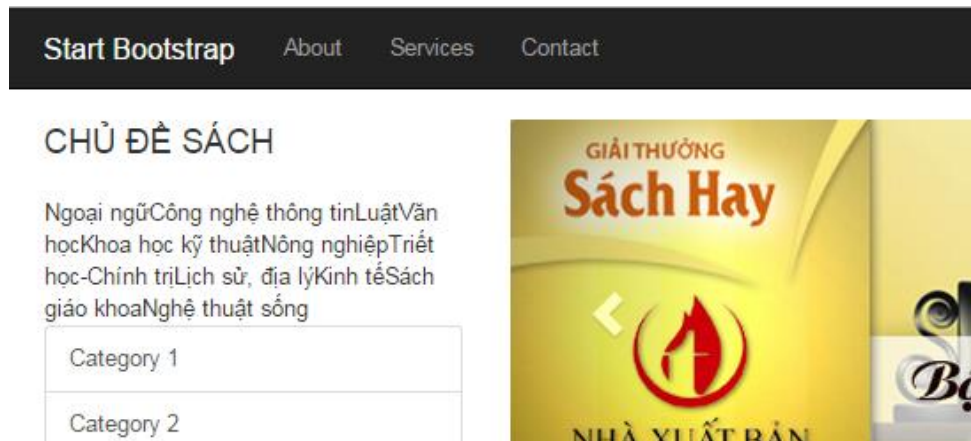 Start Bootstrap About Services Contact
CHỦ ĐỀ SÁCH
Ngoại ngữCông nghệ thông tinLuậtVăn
họcKhoa học kỹ thuậtNông nghiệpTriết
học-Chính trịLịch sử, địa lýKinh tếSách
giáo khoaNghệ thuật sống
Category 1
Category 2
GIẢI THƯỞNG
Sách Hay
NHÀ XUẤT BẢN